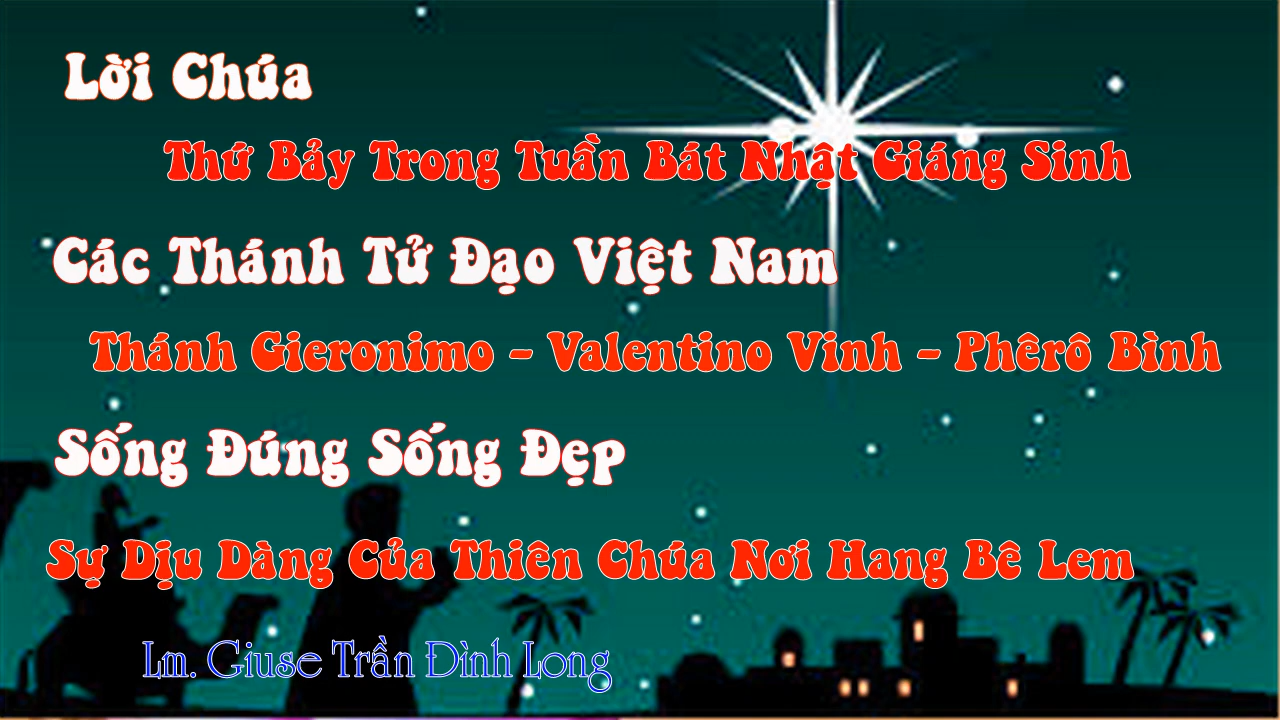 Lời Chúa
Thứ Bảy Trong Tuần Bát Nhật Giáng Sinh
Các Thánh Tử Đạo Việt Nam
Thánh Gieronimo – Valentino Vinh – Phêrô Bình
Sống Đúng Sống Đẹp
Sự Dịu Dàng Của Thiên Chúa Nơi Hang Bê Lem
Lm. Giuse Trần Đình Long